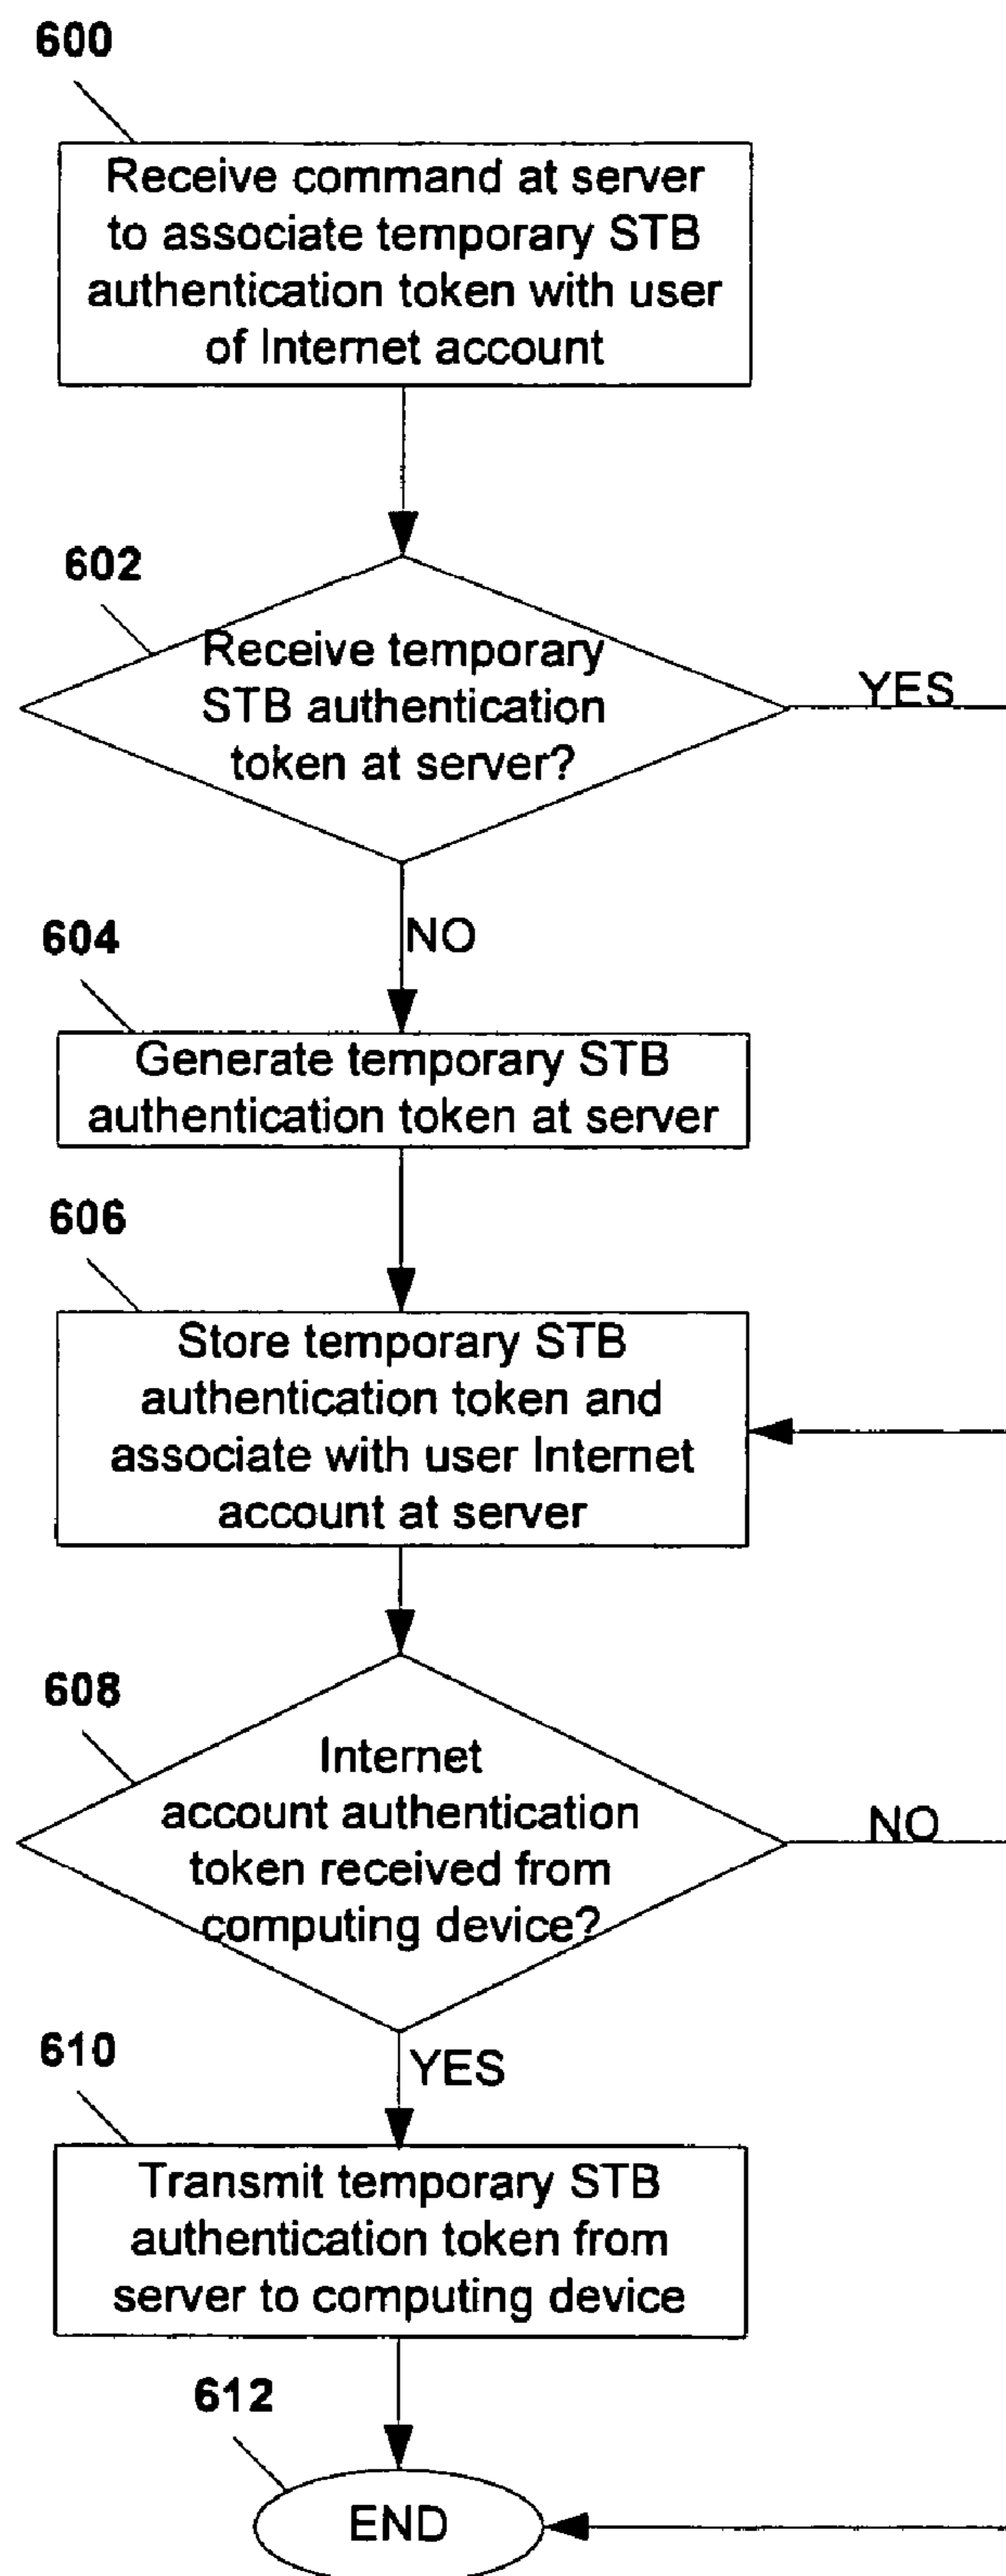 600
Receive command at server
to associate temporary STB
authentication token with user
of Internet account
602
Receive temporary
STB authentication
token at server?
YES
NO
604
Generate temporary STB
authentication token at server
606
Store temporary STB
authentication token and
associate with user Internet
account at server
608
Internet
account authentication
token received from
computing device?
NO
YES
610
Transmit temporary STB
authentication token from
server to computing device
612
END